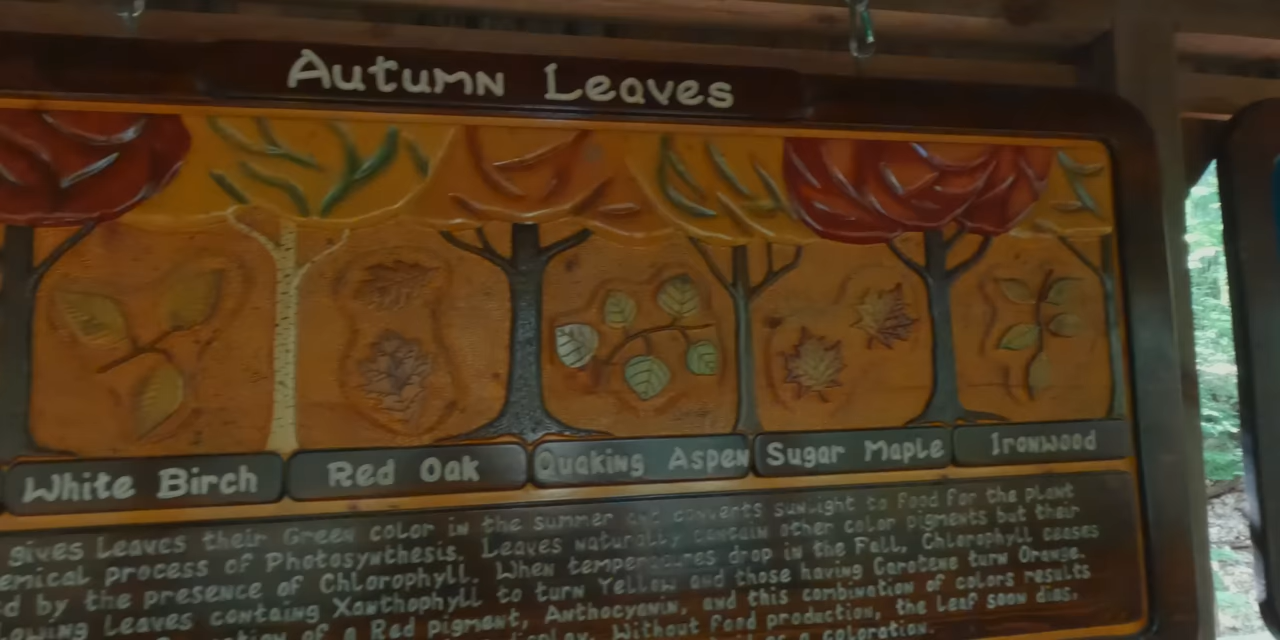 Autumn Leaves
White Birch
Red Oak
Quaking Aspen
Sugar Maple
Ironwood
gives Leaves their Green color in the summer and converts sunlight to Food For the plant
emical process of Photosynthesis. Leaves naturally contain other color pigments but their
d by the presence of Chlorophyll. When temperatures drop in the Fall, Chlorophyll ceases
Leaves containg Xanthophyll to turn Yellow and those having Carotene turn Orange.
of a Red pigment, Anthocyanin, and this combination of colors results
Without food production, the Leaf soon dies.
coloration.